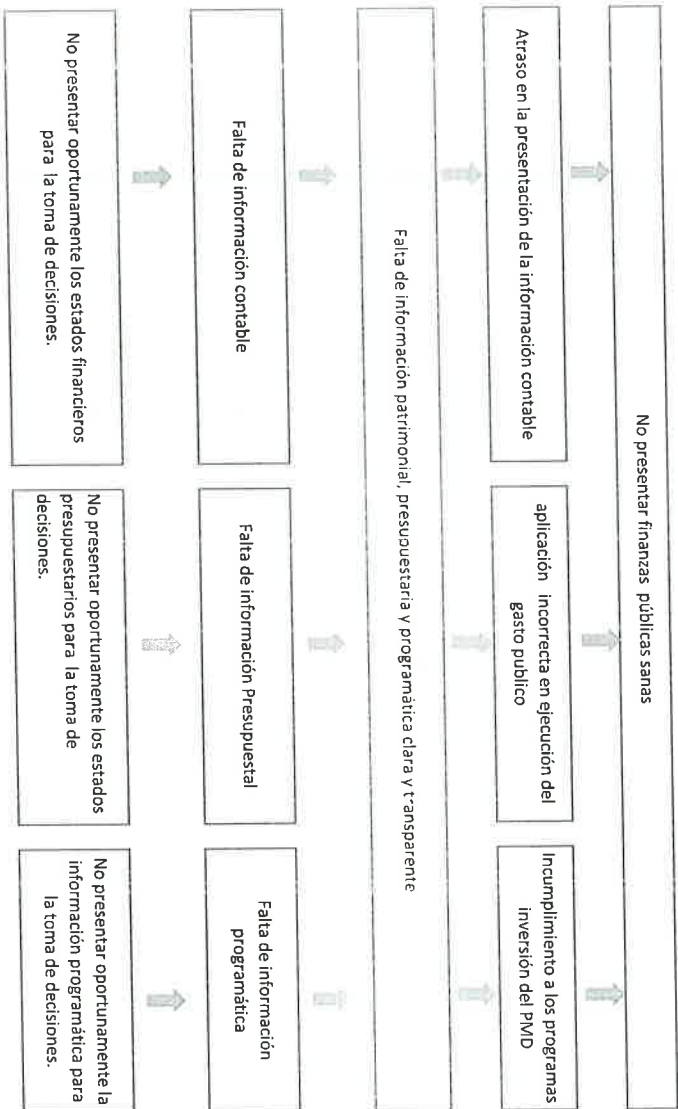 No presentar finanzas públicas sanas
Atraso en la presentación de la información contable
aplicación incorrecta en ejecución del
gasto publico
Incumplimiento a los programas
inversión del PMD
Falta de información patrimonial, presupuestaria y programática clara y transparente
Falta de información contable
Falta de información Presupuestal
Falta de información
programática
No presentar oportunamente los estados financieros
para la toma de decisiones.
No presentar oportunamente los estados
presupuestarios para la toma de
decisiones.
No presentar oportunamente la
información programática para
la toma de decisiones.